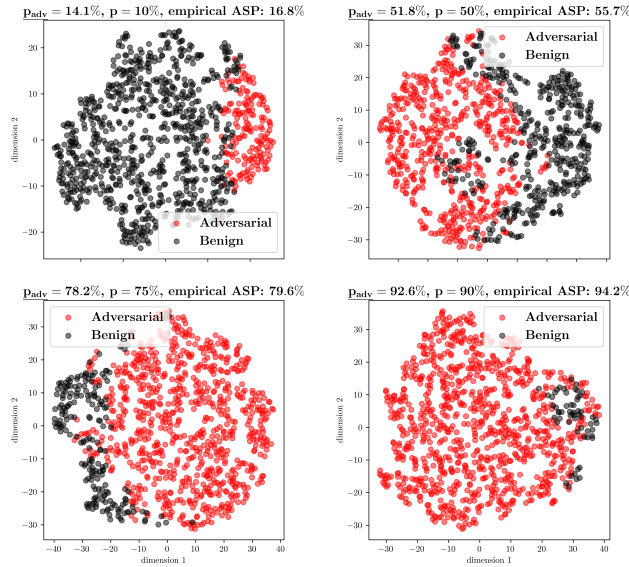 p_adv = 14.1%, p = 10%, empirical ASP: 16.8%
20
10
0
−10
−20
dimension 2
Adversarial
Benign
p_adv = 51.8%, p = 50%, empirical ASP: 55.7%
30
20
10
0
−10
−20
−30
dimension 2
Adversarial
Benign
p_adv = 78.2%, p = 75%, empirical ASP: 79.6%
30
20
10
0
−10
−20
−30
dimension 2
Adversarial
Benign
−40 −30 −20 −10 0 10 20 30 40
dimension 1
p_adv = 92.6%, p = 90%, empirical ASP: 94.2%
30
20
10
0
−10
−20
−30
dimension 2
Adversarial
Benign
−30 −20 −10 0 10 20 30 40
dimension 1